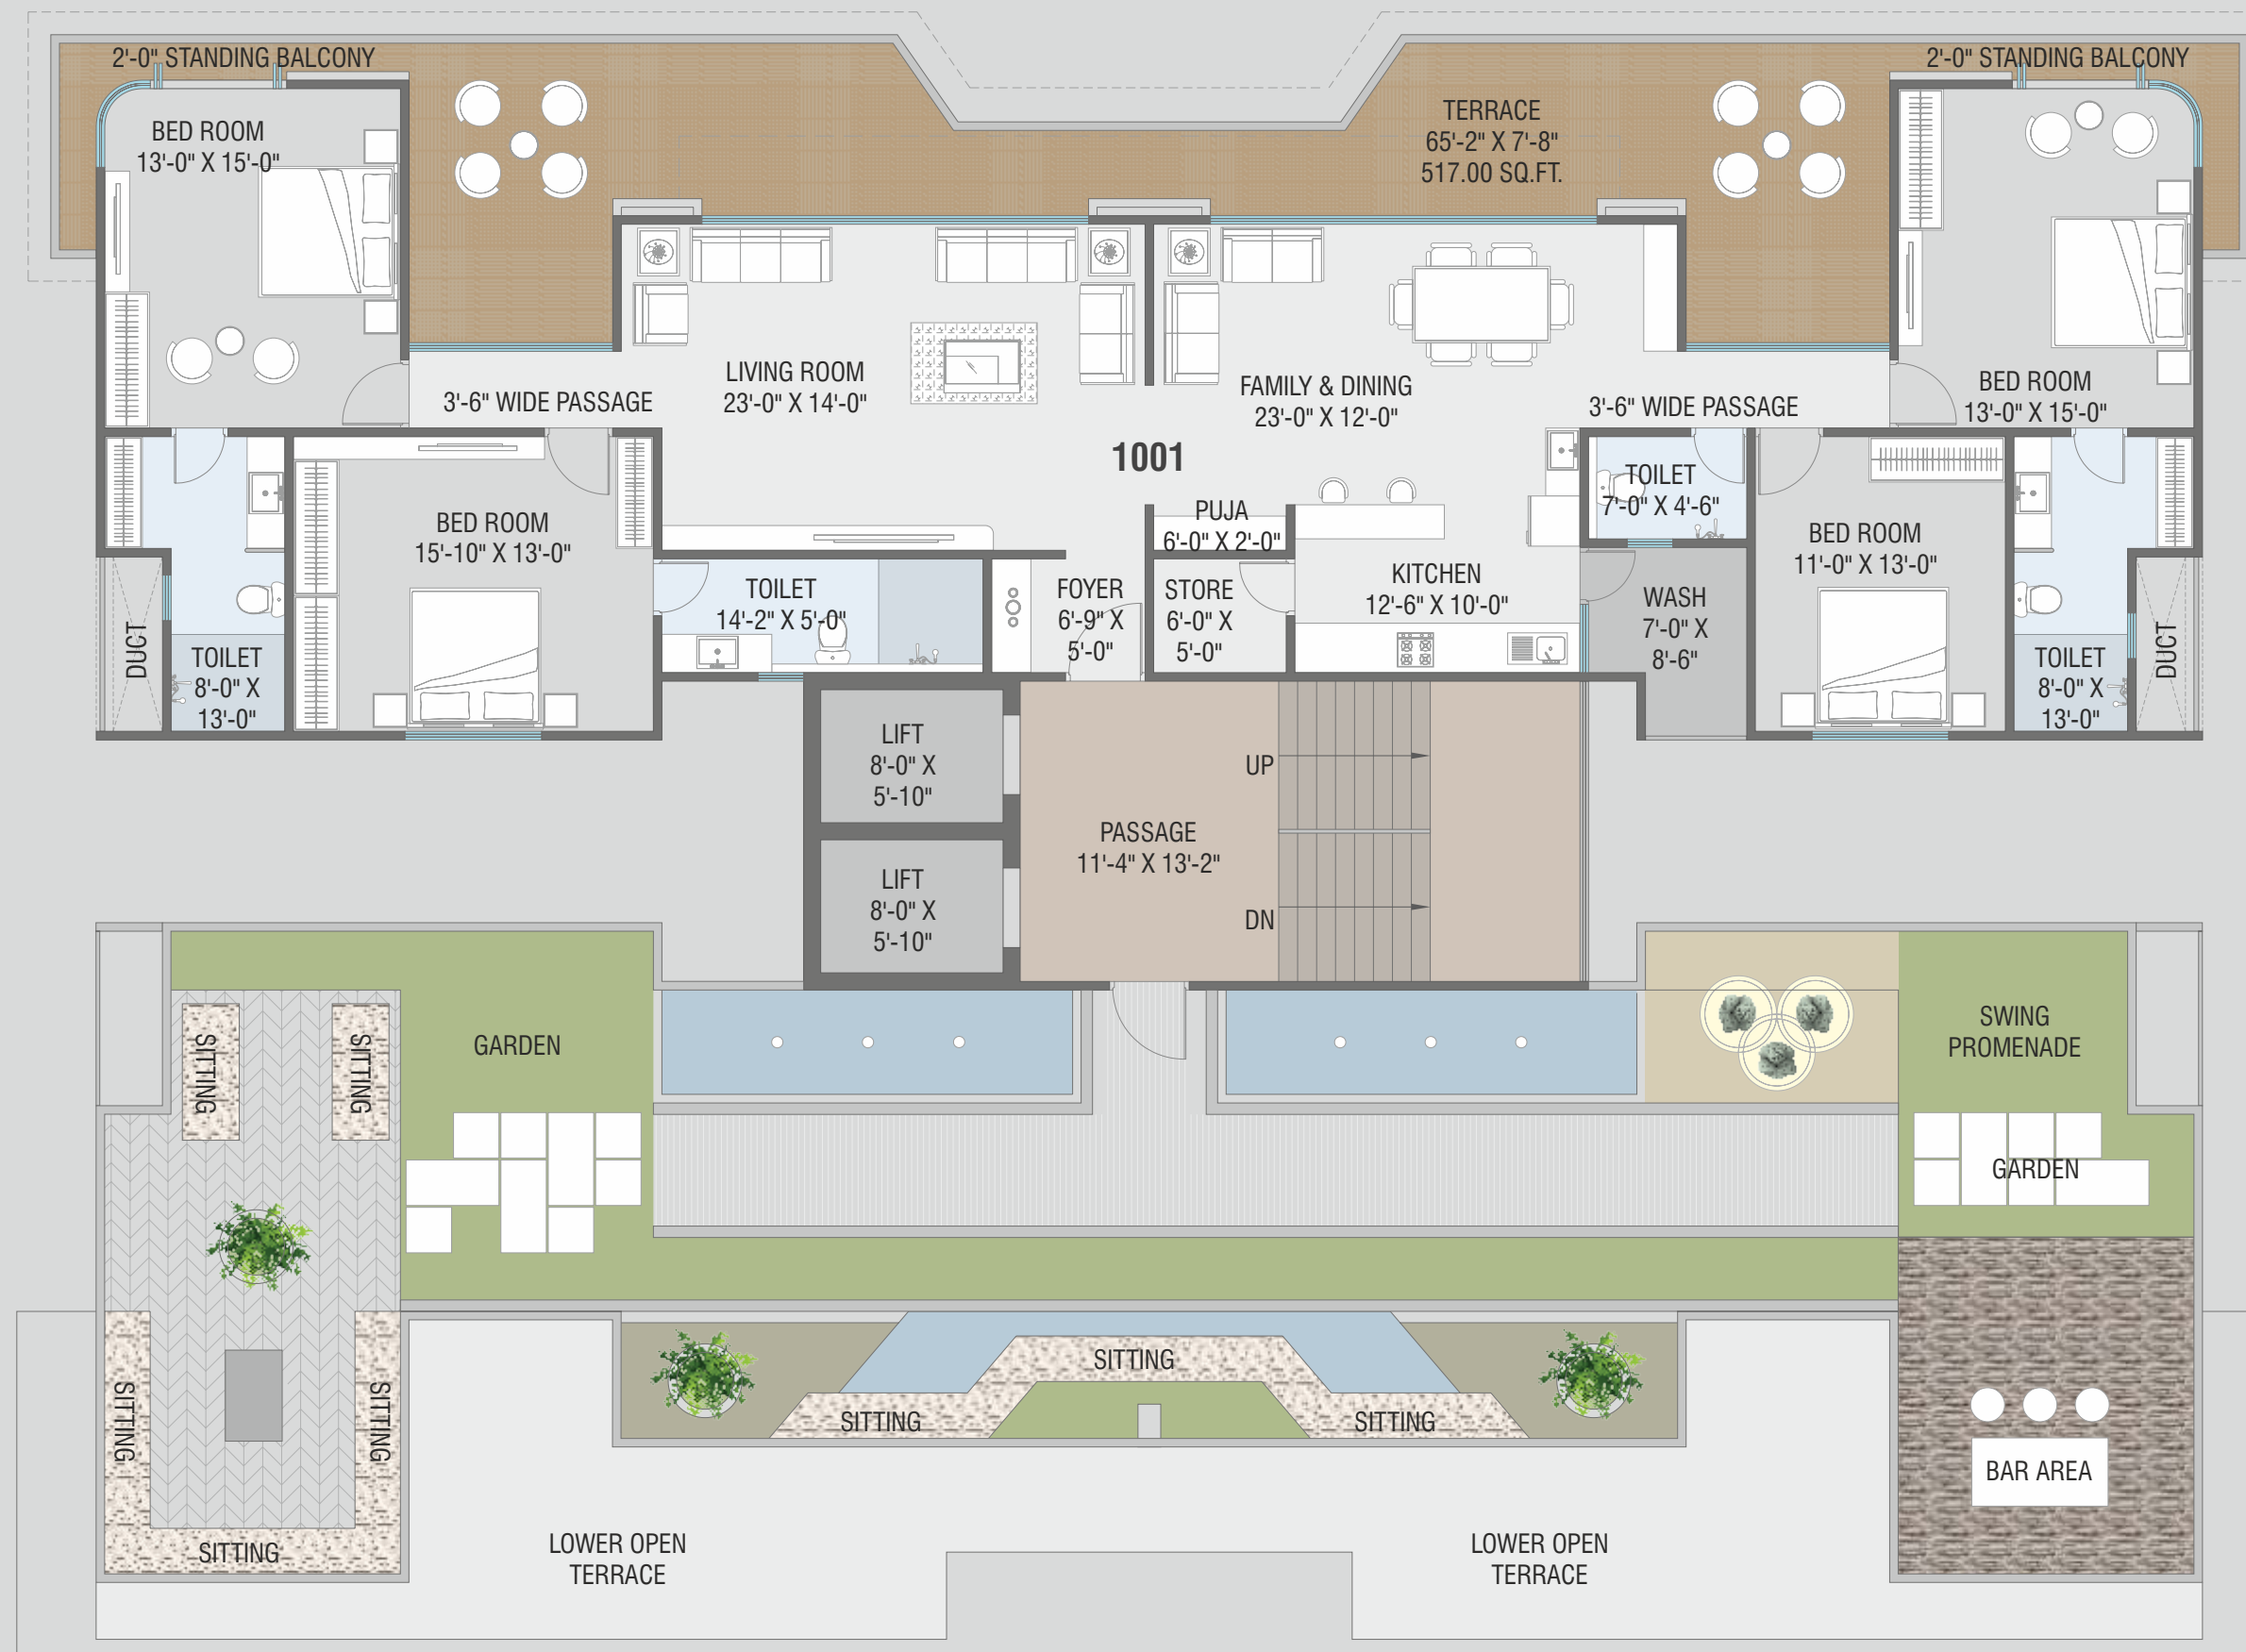 2'-0" STANDING BALCONY
2'-0" STANDING BALCONY
BED ROOM
13'-0" X 15'-0"
TERRACE
65'-2" X 7'-8"
517.00 SQ.FT.
LIVING ROOM
23'-0" X 14'-0"
FAMILY & DINING
23'-0" X 12'-0"
BED ROOM
13'-0" X 15'-0"
3'-6" WIDE PASSAGE
3'-6" WIDE PASSAGE
1001
BED ROOM
15'-10" X 13'-0"
PUJA
6'-0" X 2'-0"
TOILET
7'-0" X 4'-6"
BED ROOM
11'-0" X 13'-0"
TOILET
14'-2" X 5'-0"
FOYER
6'-9" X
5'-0"
STORE
6'-0" X
5'-0"
KITCHEN
12'-6" X 10'-0"
WASH
7'-0" X
8'-6"
DUCT
TOILET
8'-0" X
13'-0"
TOILET
8'-0" X
13'-0"
DUCT
LIFT
8'-0" X
5'-10"
UP
PASSAGE
11'-4" X 13'-2"
LIFT
8'-0" X
5'-10"
DN
SITTING
SITTING
GARDEN
SWING
PROMENADE
GARDEN
SITTING
SITTING
SITTING
SITTING
SITTING
BAR AREA
SITTING
LOWER OPEN
TERRACE
LOWER OPEN
TERRACE